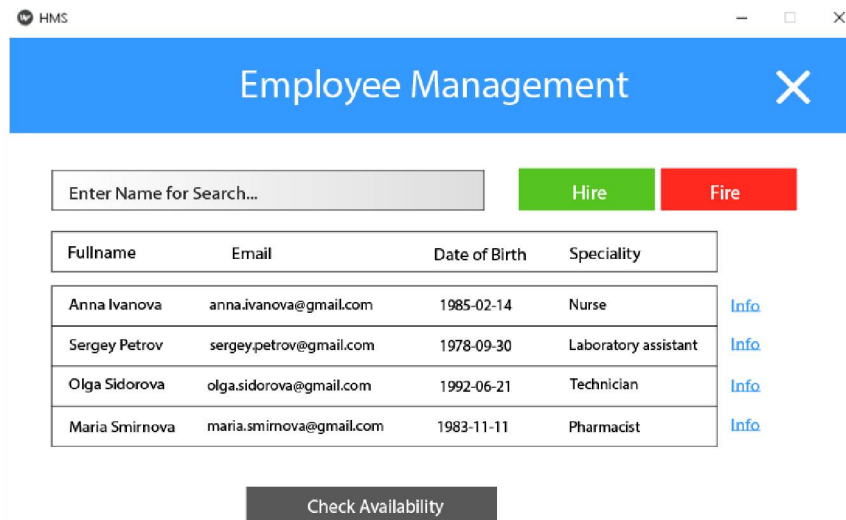 HMS
Employee Management
Enter Name for Search... Hire Fire
Fullname Email Date of Birth Speciality
Anna Ivanova anna.ivanova@gmail.com 1985-02-14 Nurse Info
Sergey Petrov sergey.petrov@gmail.com 1978-09-30 Laboratory assistant Info
Olga Sidorova olga.sidorova@gmail.com 1992-06-21 Technician Info
Maria Smirnova maria.smirnova@gmail.com 1983-11-11 Pharmacist Info
Check Availability